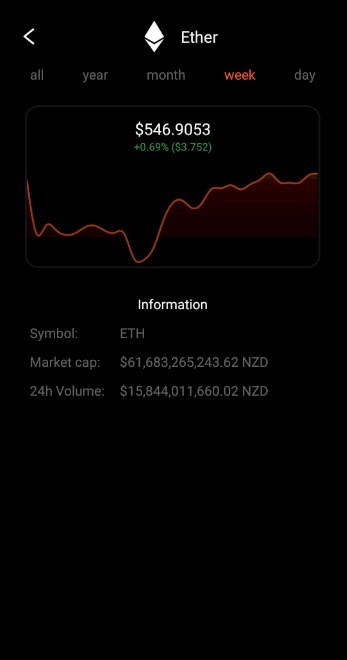 Ether
all year month week day
$546.9053
+0.69% ($3.752)
Information
Symbol: ETH
Market cap: $61,683,265,243.62 NZD
24h Volume: $15,844,011,660.02 NZD